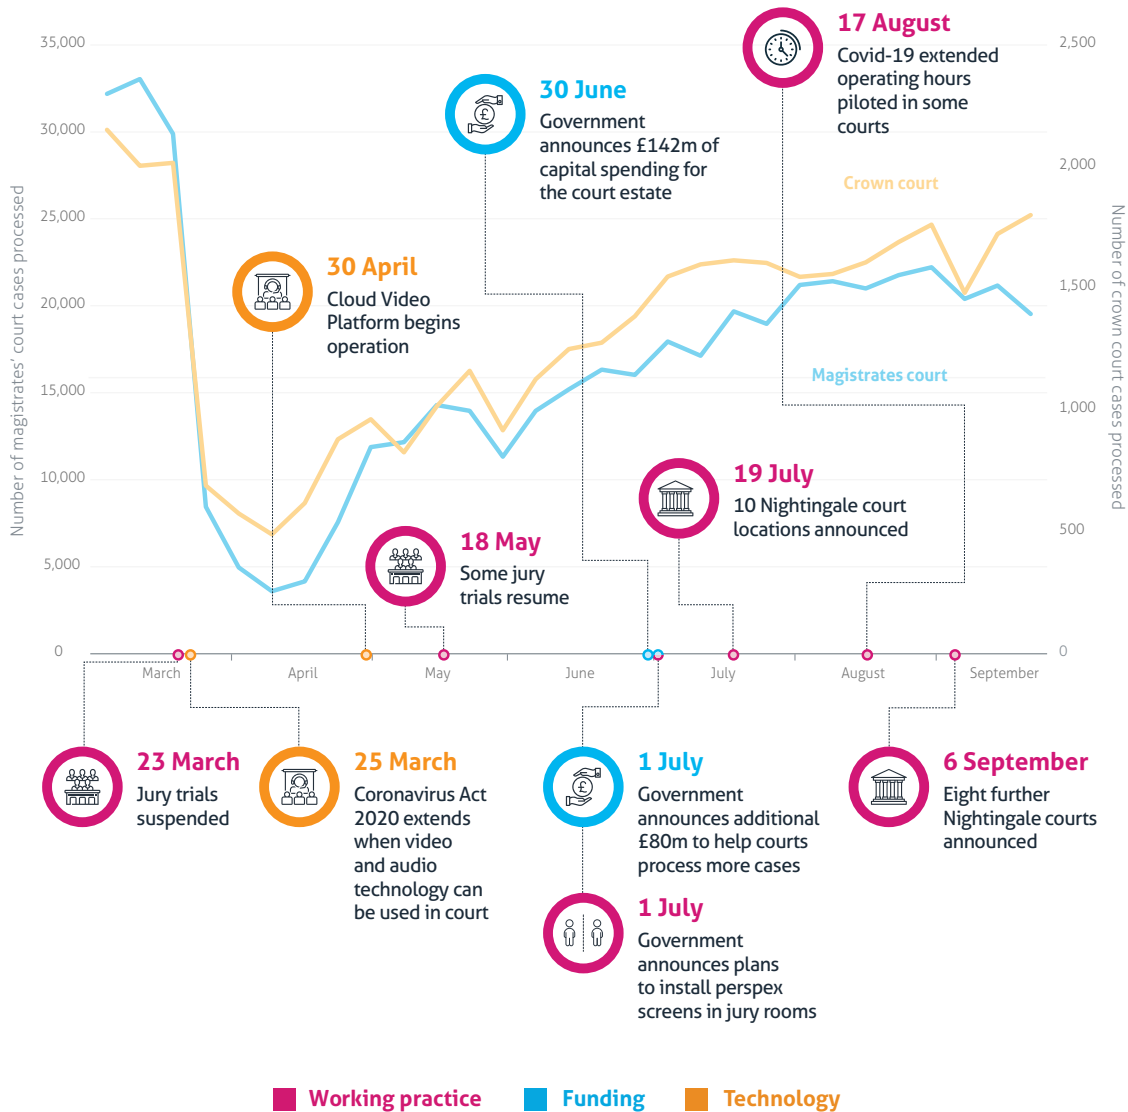 17 August
Covid-19 extended
operating hours
piloted in some
courts
30 June
Government
announces £142m of
capital spending for
the court estate
30 April
Cloud Video
Platform begins
operation
18 May
Some jury
trials resume
19 July
10 Nightingale court
locations announced
Crown court
Magistrates court
Number of magistrates' court cases processed
35,000
30,000
25,000
20,000
15,000
10,000
5,000
0
Number of crown court cases processed
2,500
2,000
1,500
1,000
500
0
March
April
May
June
July
August
September
23 March
Jury trials
suspended
25 March
Coronavirus Act
2020 extends
when video
and audio
technology can
be used in court
1 July
Government
announces additional
£80m to help courts
process more cases
1 July
Government
announces plans
to install perspex
screens in jury rooms
6 September
Eight further
Nightingale courts
announced
Working practice
Funding
Technology